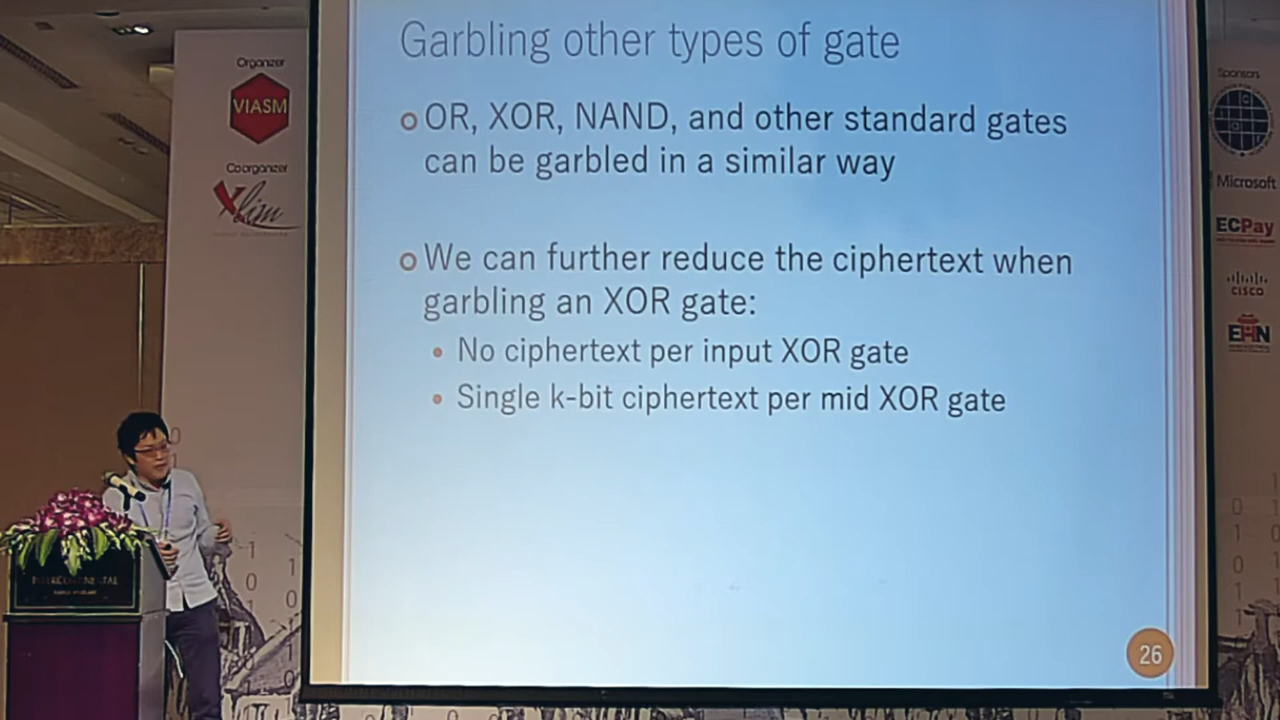 Garbling other types of gate
OR, XOR, NAND, and other standard gates
can be garbled in a similar way
We can further reduce the ciphertext when
garbling an XOR gate:
No ciphertext per input XOR gate
Single k-bit ciphertext per mid XOR gate
26
Organizer
VIASM
Coorganizer
Xlim
Sponsors
Microsoft
ECPay
CISCO
INTERCONTINENTAL